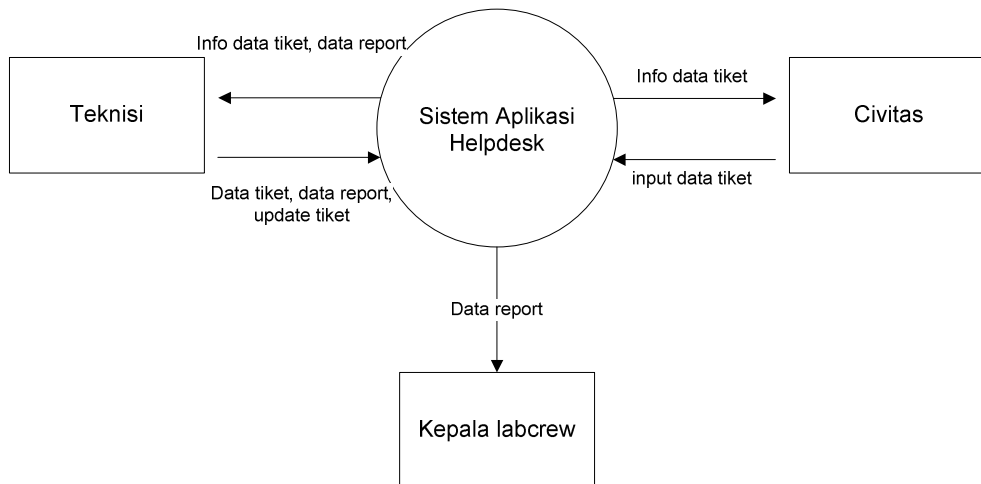 Info data tiket, data report
Teknisi
Data tiket, data report,
update tiket
Sistem Aplikasi
Helpdesk
Info data tiket
Civitas
input data tiket
Data report
Kepala labcrew